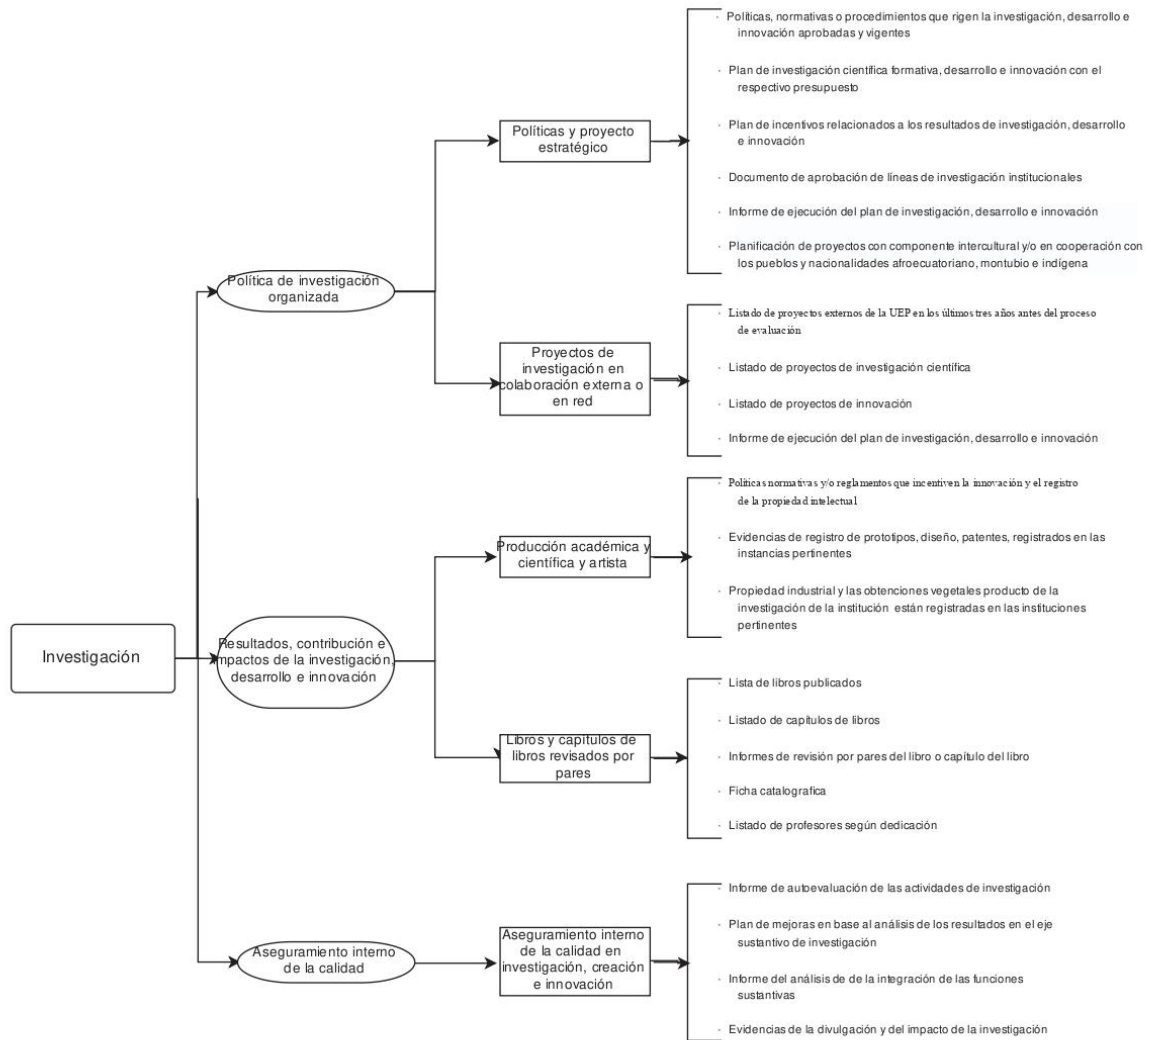 Investigación
Política de investigación
organizada
Políticas y proyecto
estratégico
· Políticas, normativas o procedimientos que rigen la investigación, desarrollo e
innovación aprobadas y vigentes
· Plan de investigación científica formativa, desarrollo e innovación con el
respectivo presupuesto
· Plan de incentivos relacionados a los resultados de investigación, desarrollo
e innovación
· Documento de aprobación de líneas de investigación institucionales
· Informe de ejecución del plan de investigación, desarrollo e innovación
· Planificación de proyectos con componente intercultural y/o en cooperación con
los pueblos y nacionalidades afroecuatoriano, montubio e indígena
Proyectos de
investigación en
colaboración externa o
en red
· Listado de proyectos externos de la UEP en los últimos tres años antes del proceso
de evaluación
· Listado de proyectos de investigación científica
· Listado de proyectos de innovación
· Informe de ejecución del plan de investigación, desarrollo e innovación
Resultados, contribución e
impactos de la investigación,
desarrollo e innovación
Producción académica y
científica y artista
· Políticas normativas y/o reglamentos que incentiven la innovación y el registro
de la propiedad intelectual
· Evidencias de registro de prototipos, diseño, patentes, registrados en las
instancias pertinentes
· Propiedad industrial y las obtenciones vegetales producto de la
investigación de la institución están registradas en las instituciones
pertinentes
Libros y capítulos de
libros revisados por
pares
· Lista de libros publicados
· Listado de capítulos de libros
· Informes de revisión por pares del libro o capítulo del libro
· Ficha catalografica
· Listado de profesores según dedicación
Aseguramiento interno
de la calidad
Aseguramiento interno
de la calidad en
investigación, creación
e innovación
· Informe de autoevaluación de las actividades de investigación
· Plan de mejoras en base al análisis de los resultados en el eje
sustantivo de investigación
· Informe del análisis de de la integración de las funciones
sustantivas
· Evidencias de la divulgación y del impacto de la investigación